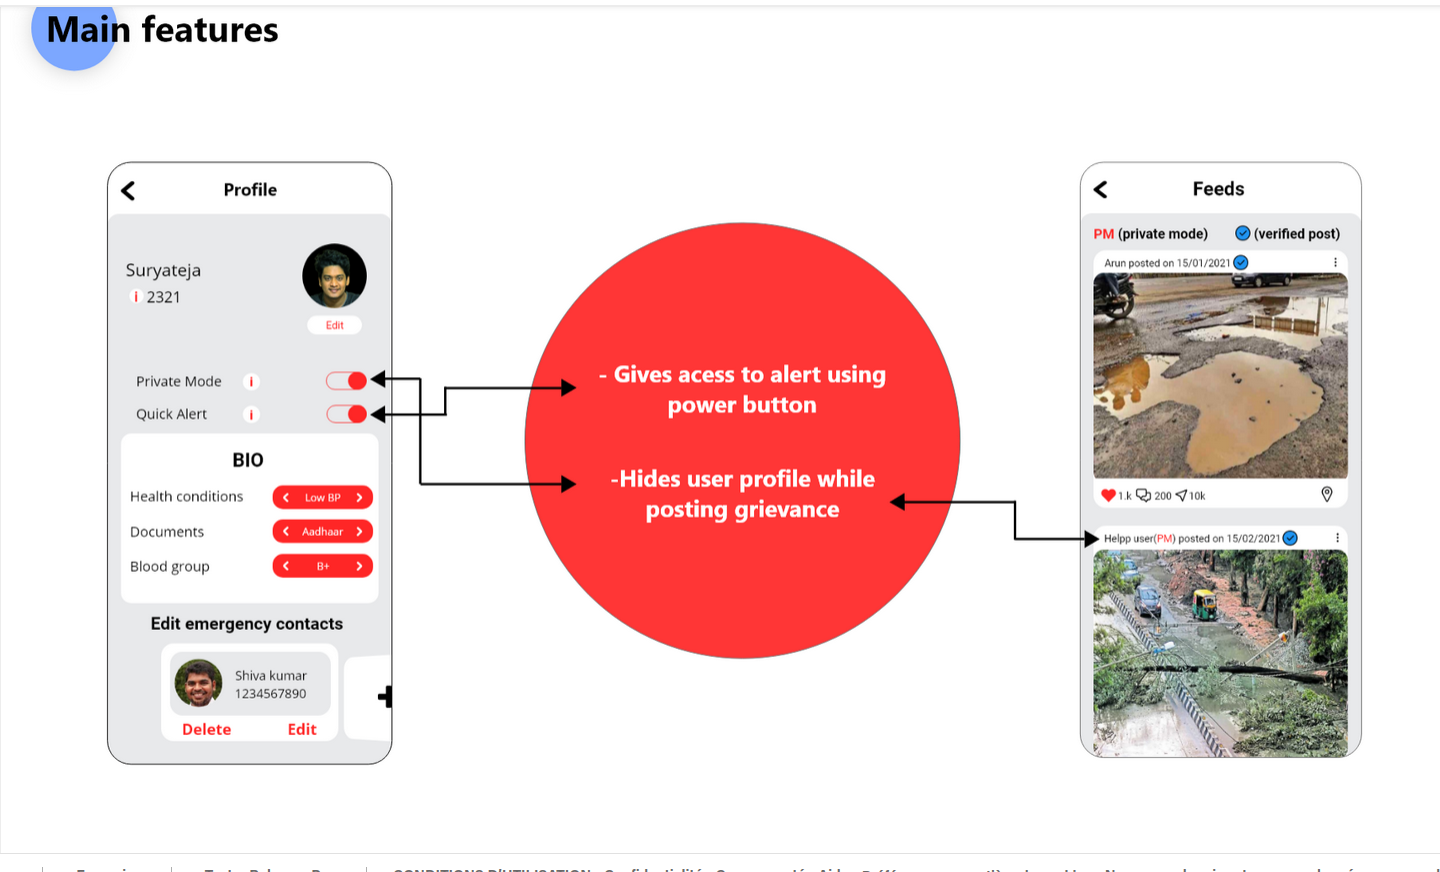 Main features
Profile
Suryateja
i 2321
Edit
Private Mode i
Quick Alert i
BIO
Health conditions < Low BP >
Documents < Aadhaar >
Blood group < B+ >
Edit emergency contacts
Shiva kumar
1234567890
Delete Edit
- Gives acess to alert using
power button
-Hides user profile while
posting grievance
Feeds
PM (private mode) (verified post)
Arun posted on 15/01/2021
1.k 200 10k
Helpp user(PM) posted on 15/02/2021
CONDITIONS D'UTILISATION